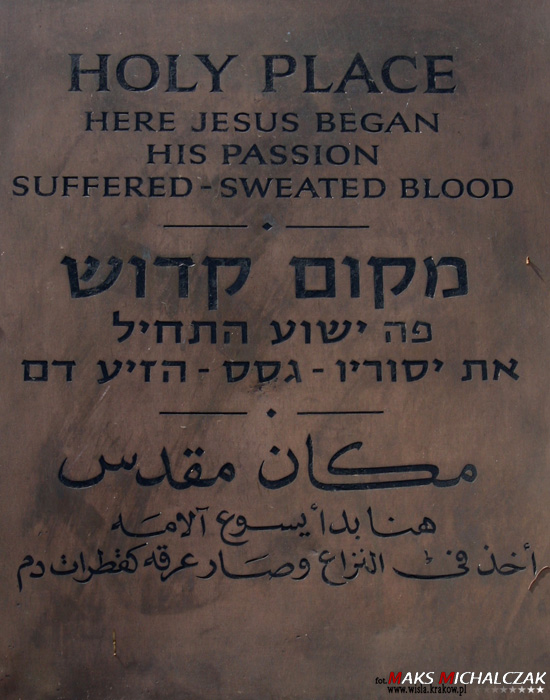 HOLY PLACE
HERE JESUS BEGAN
HIS PASSION
SUFFERED - SWEATED BLOOD
מקום קדוש
פה ישוע התחיל
את יסוריו - גסס - הזיע דם
مكان مقدس
هنا بدأ يسوع آلامه
أخذ في النزاع وصار عرقه كقطرات دم
fot. MAKS MICHALCZAK
www.wisla.krakow.pl